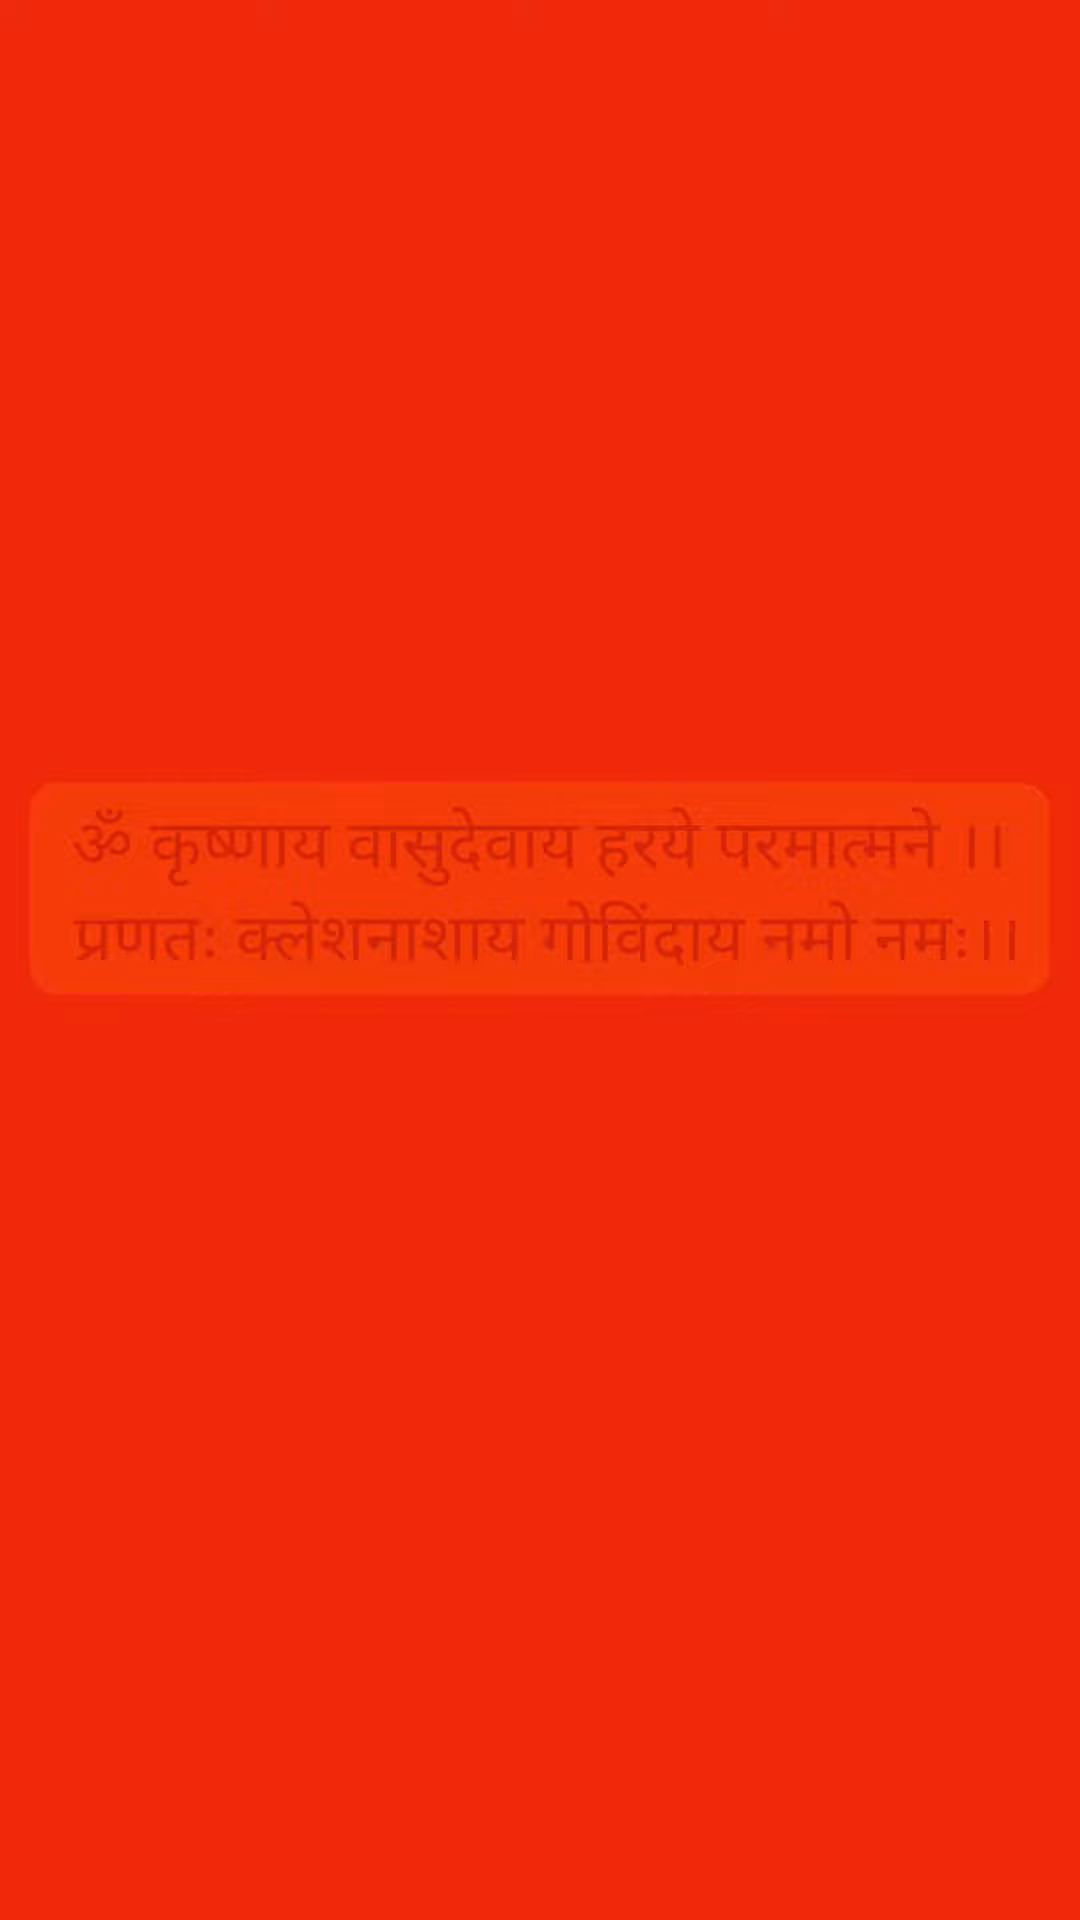 ॐ कृष्णाय वासुदेवाय हरये परमात्मने ।।
प्रणतः क्लेशनाशाय गोविंदाय नमो नमः।।